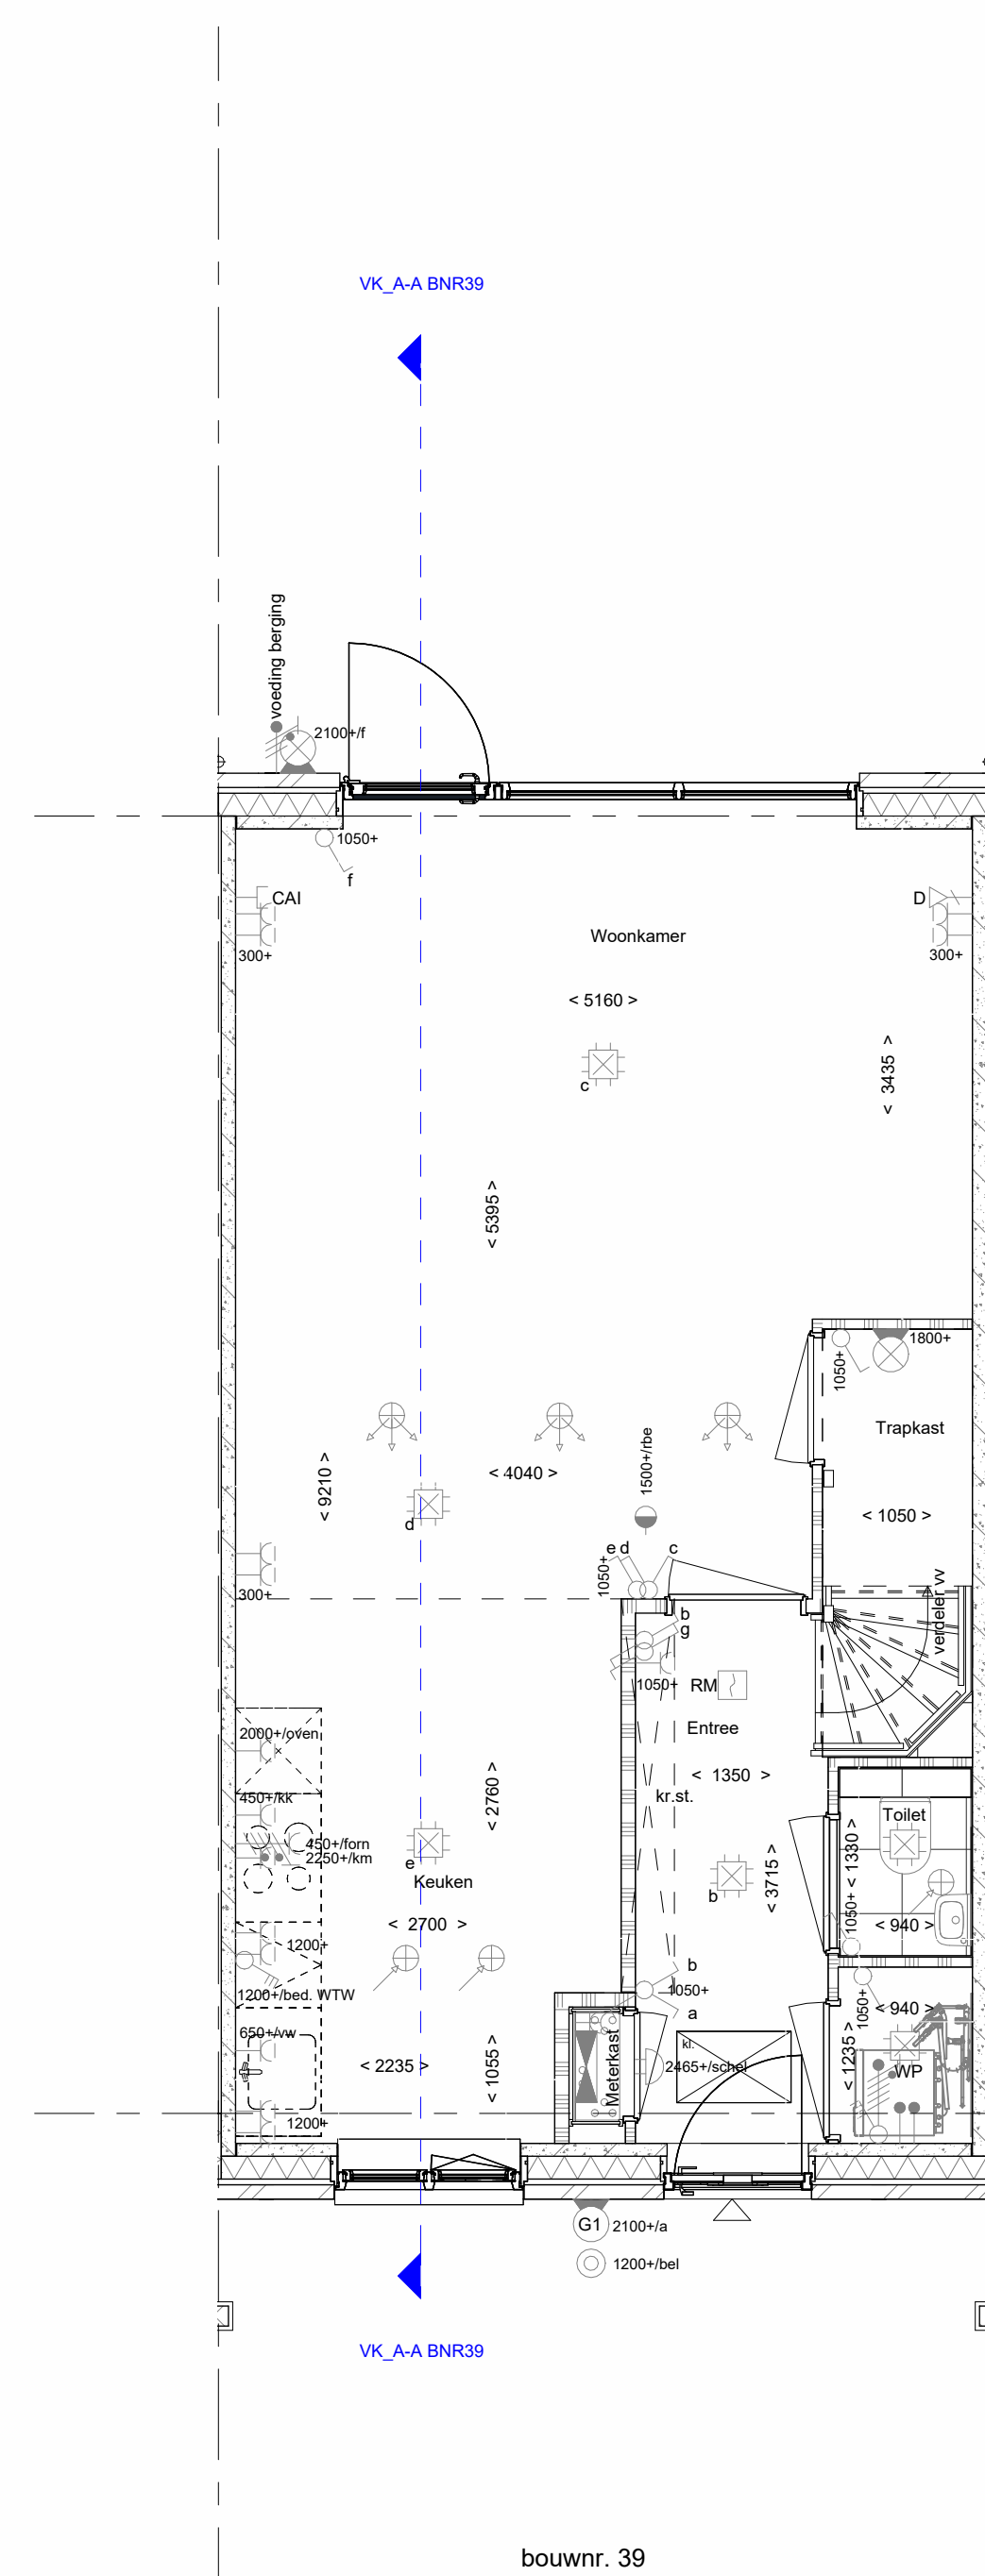 VK_A-A BNR39
voeding berging
2100+/f
1050+
f
CAI
300+
D
300+
Woonkamer
< 5160 >
< 3435 >
c
< 5395 >
1050+
1800+
Trapkast
< 1050 >
1500+/rbe
< 4040 >
< 9210 >
d
e d
c
1050+
300+
verdeler vv
b
g
1050+
RM
Entree
< 1350 >
kr.st.
2000+/oven
450+/kk
450+/forn
2250+/km
< 2760 >
e
Keuken
< 2700 >
b
< 3715 >
Toilet
1050+
< 1330 >
< 940 >
1200+
1200+/bed. WTW
b
1050+
a
1050+
< 940 >
650+/vw
< 2235 >
< 1055 >
Meterkast
kl.
2465+/schel
< 1235 >
WP
1200+
G1
2100+/a
1200+/bel
VK_A-A BNR39
bouwnr. 39